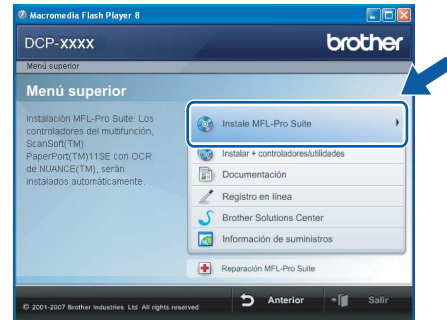 Macromedia Flash Player 8
DCP-XXXX
brother
Menú superior
Menú superior
Instalación MFL-Pro Suite. Los
controladores del multifunción,
ScanSoft(TM)
PaperPort(TM)11SE con OCR
de NUANCE(TM), serán
instalados automáticamente.
Instale MFL-Pro Suite
Instalar + controladores/utilidades
Documentación
Registro en línea
Brother Solutions Center
Información de suministros
Reparación MFL-Pro Suite
© 2001-2007 Brother Industries Ltd. All rights reserved
Anterior
Salir